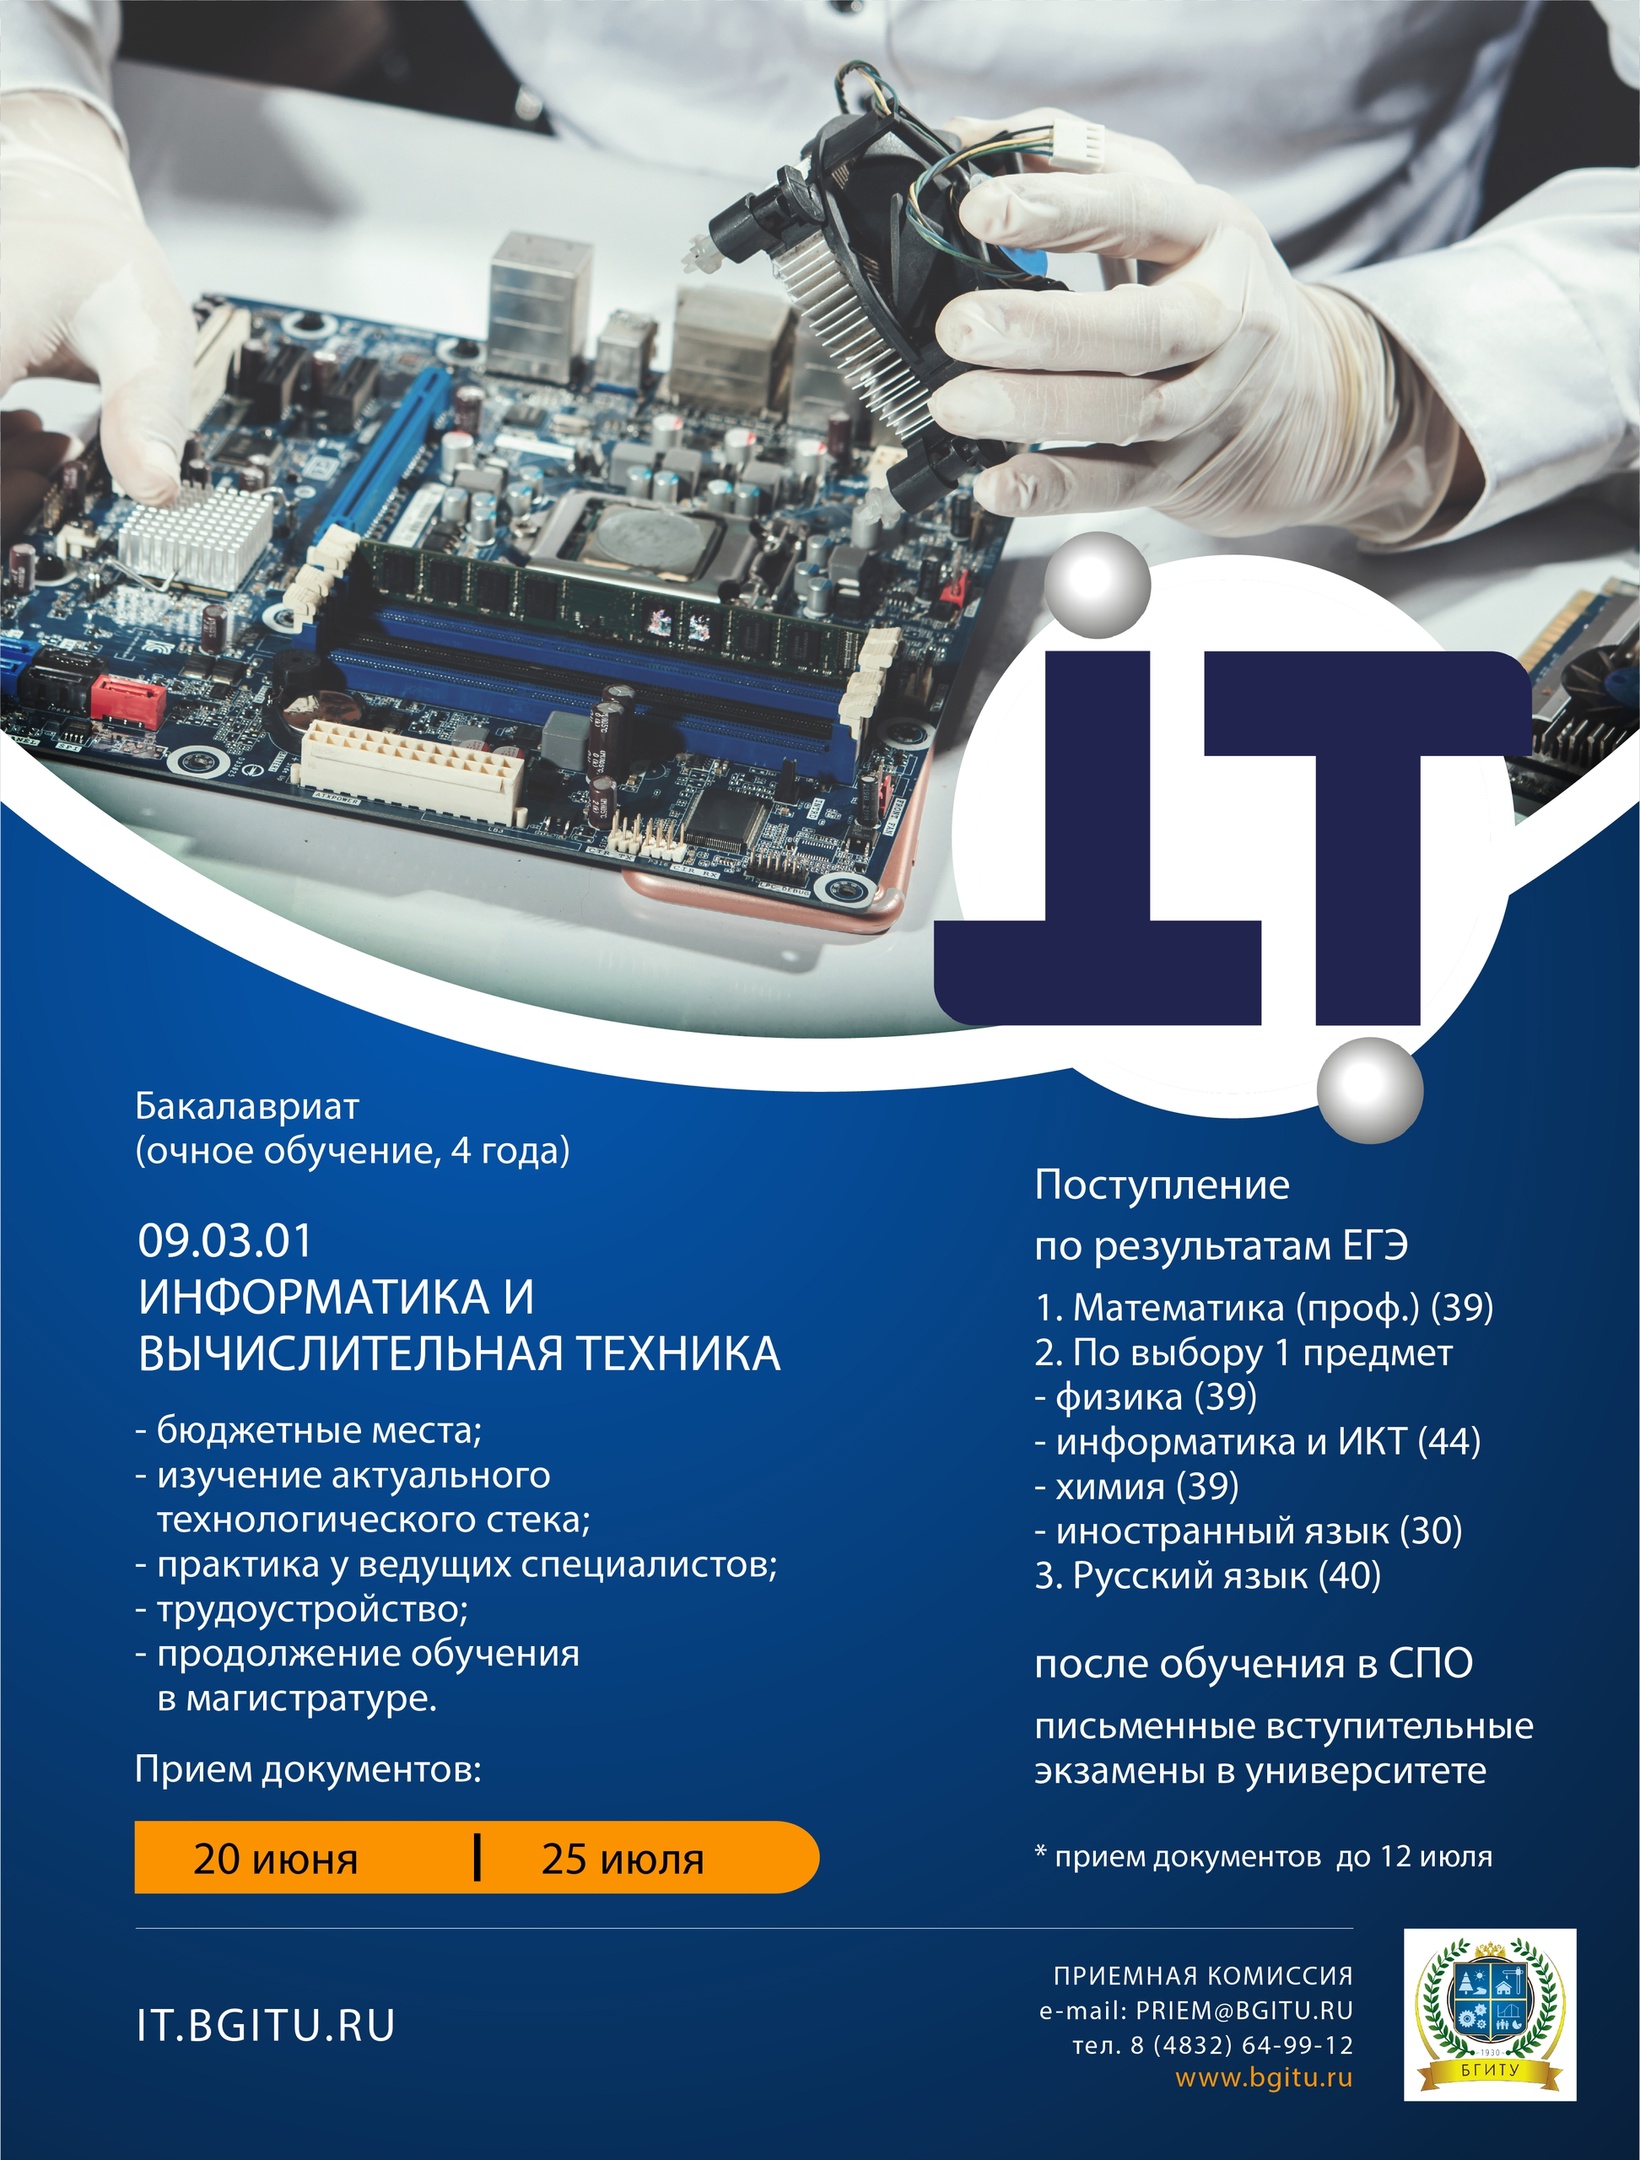 IT
Бакалавриат
(очное обучение, 4 года)
09.03.01
ИНФОРМАТИКА И
ВЫЧИСЛИТЕЛЬНАЯ ТЕХНИКА
- бюджетные места;
- изучение актуального
технологического стека;
- практика у ведущих специалистов;
- трудоустройство;
- продолжение обучения
в магистратуре.
Прием документов:
20 июня | 25 июля
Поступление
по результатам ЕГЭ
1. Математика (проф.) (39)
2. По выбору 1 предмет
- физика (39)
- информатика и ИКТ (44)
- химия (39)
- иностранный язык (30)
3. Русский язык (40)
после обучения в СПО
письменные вступительные
экзамены в университете
* прием документов до 12 июля
IT.BGITU.RU
ПРИЕМНАЯ КОМИССИЯ
e-mail: PRIEM@BGITU.RU
тел. 8 (4832) 64-99-12
www.bgitu.ru
1930
БГИТУ